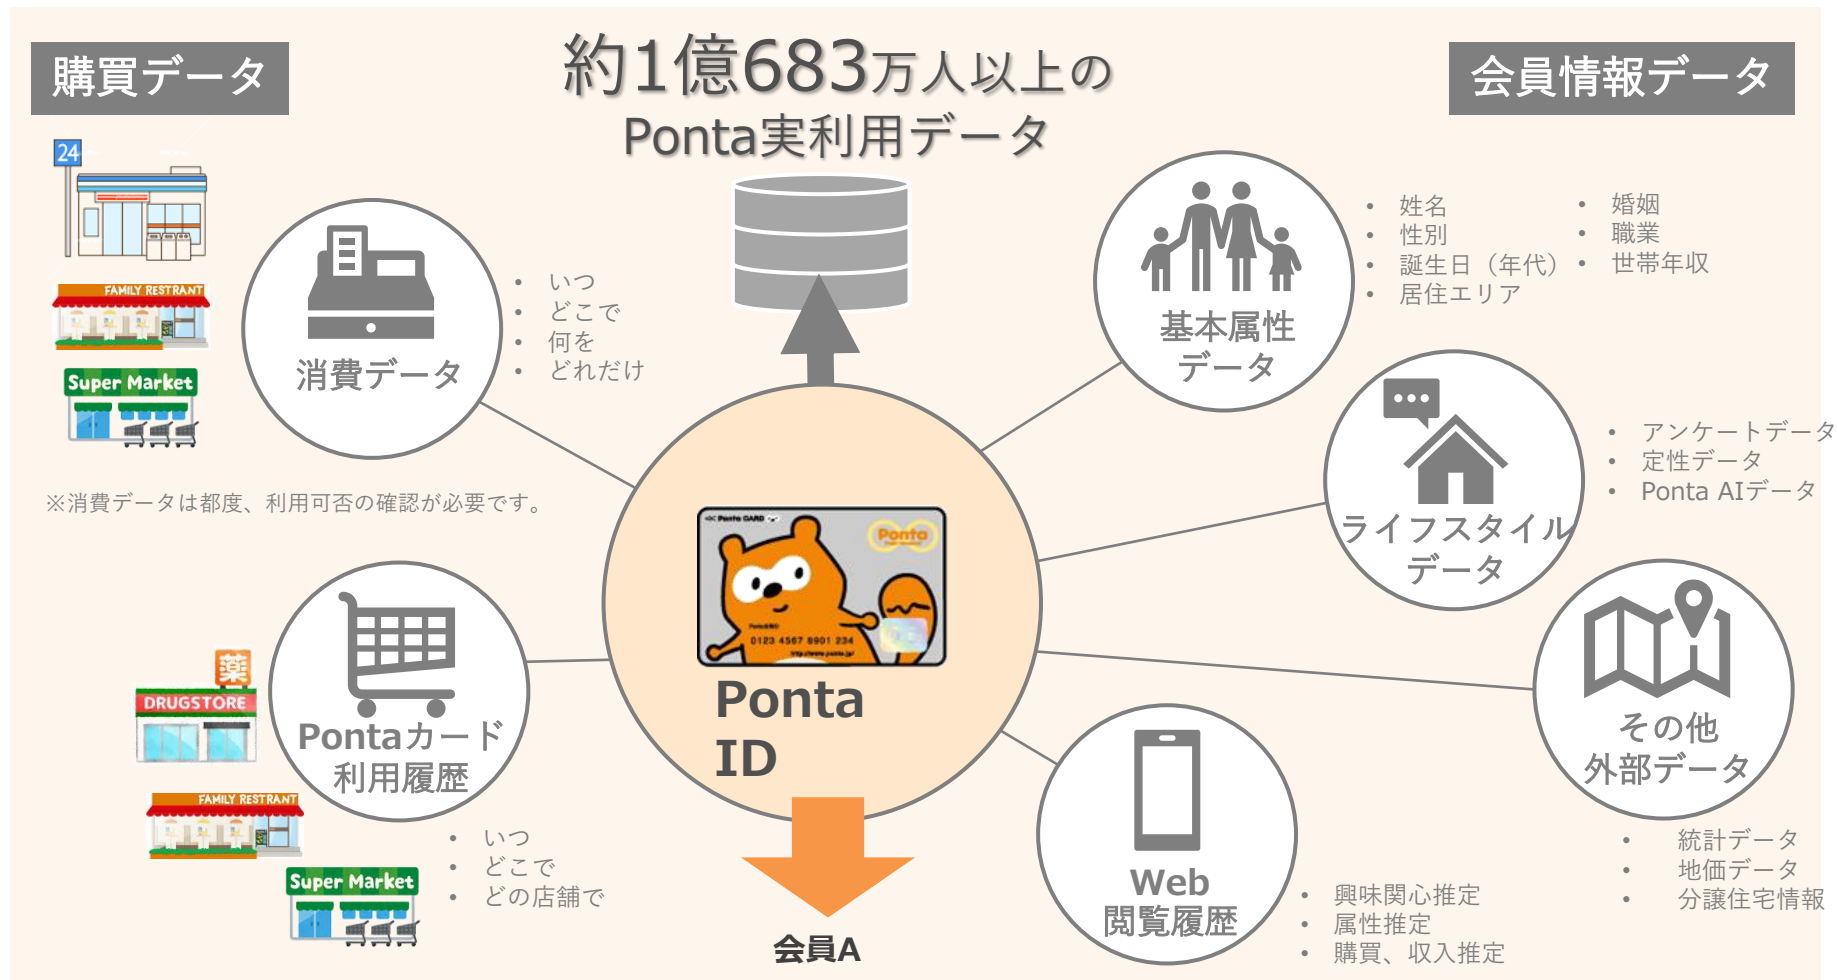 購買データ
約1億683万人以上の
Ponta実利用データ
会員情報データ
24
FAMILY RESTRANT
Super Market
消費データ
• いつ
• どこで
• 何を
• どれだけ
※消費データは都度、利用可否の確認が必要です。
基本属性
データ
• 姓名
• 性別
• 誕生日（年代）
• 居住エリア
• 婚姻
• 職業
• 世帯年収
ライフスタイル
データ
• アンケートデータ
• 定性データ
• Ponta AIデータ
Ponta CARD
Ponta
0123 4567 8901 234
http://www.ponta.jp/
Ponta
ID
薬
DRUGSTORE
FAMILY RESTRANT
Super Market
Pontaカード
利用履歴
• いつ
• どこで
• どの店舗で
その他
外部データ
• 統計データ
• 地価データ
• 分譲住宅情報
Web
閲覧履歴
• 興味関心推定
• 属性推定
• 購買、収入推定
会員A